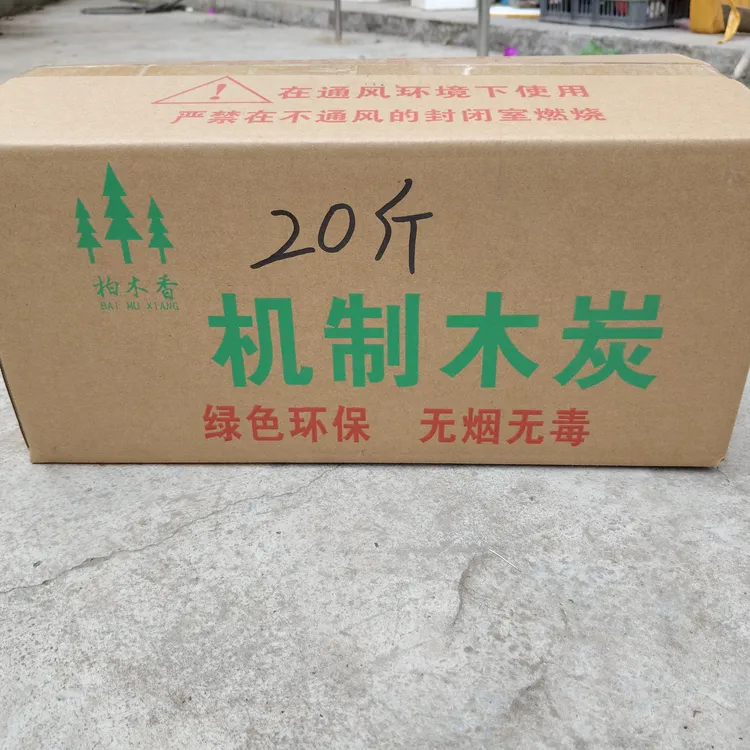 在通风环境下使用
严禁在不通风的封闭室燃烧
20斤
柏木香
BAI MU XIANG
机制木炭
绿色环保 无烟无毒